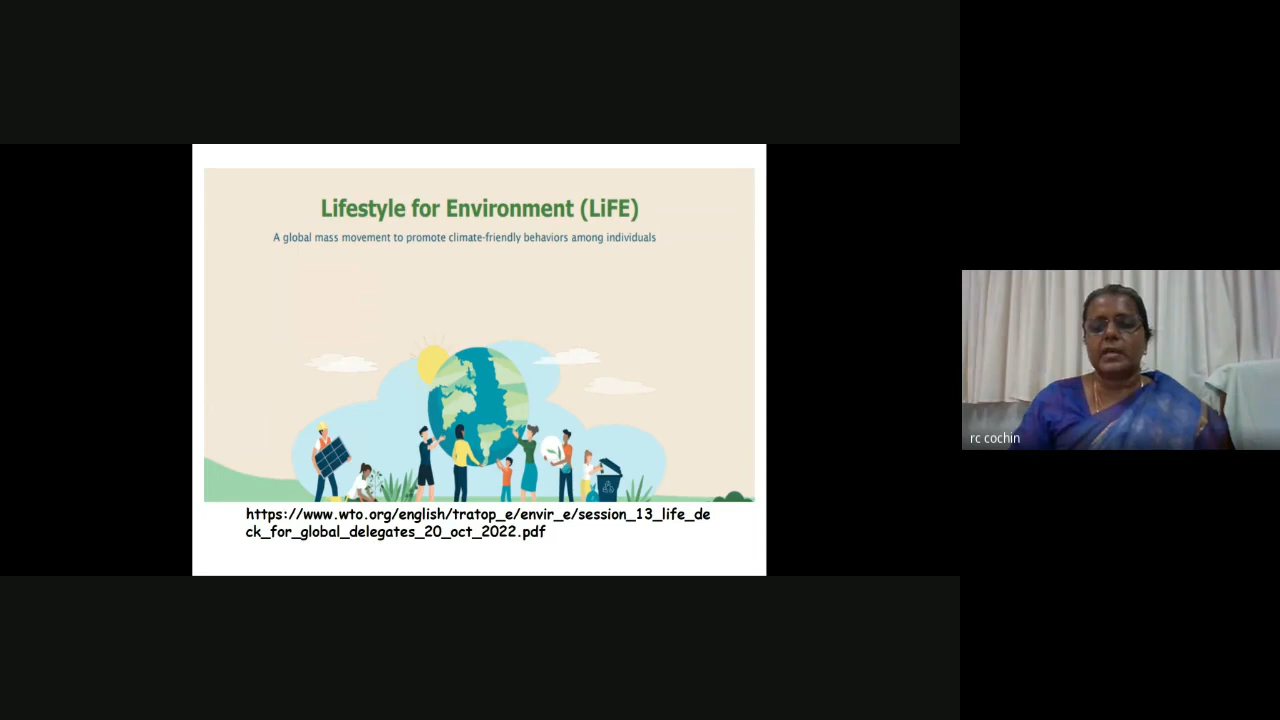 Lifestyle for Environment (LiFE)
A global mass movement to promote climate-friendly behaviors among individuals
https://www.wto.org/english/tratop_e/envir_e/session_13_life_de
ck_for_global_delegates_20_oct_2022.pdf
rc cochin